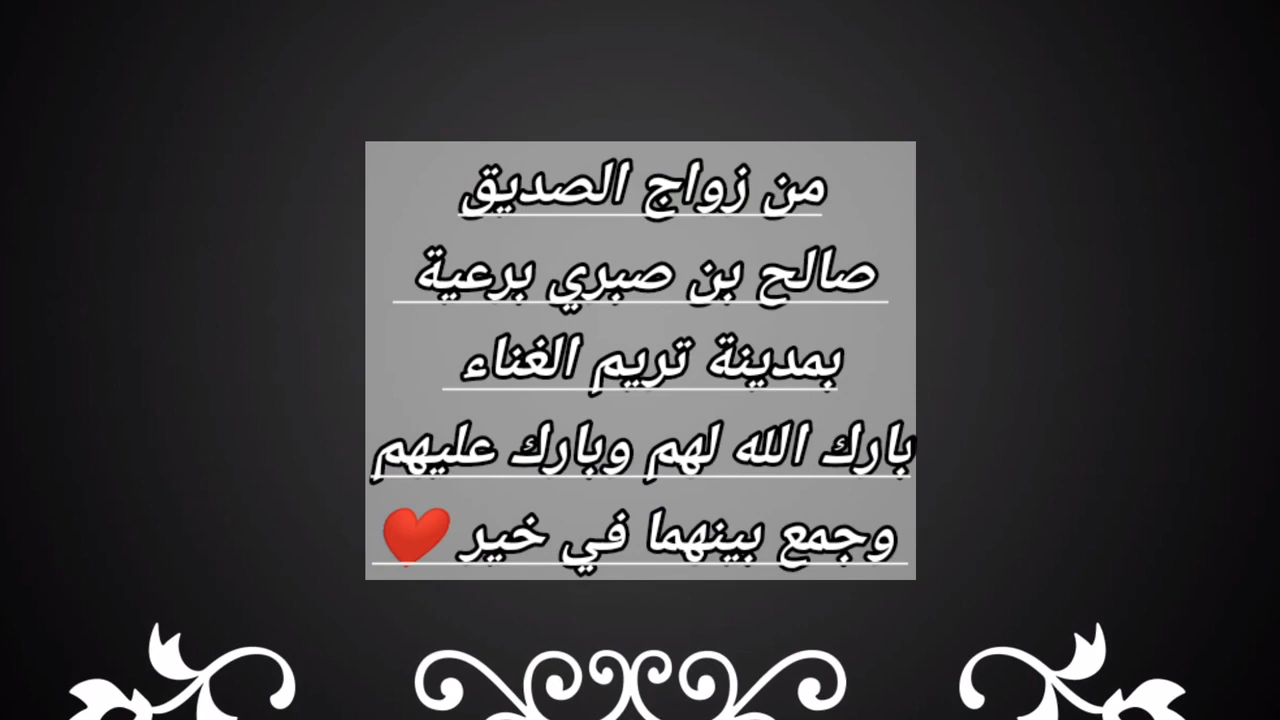 من زواج الصديق
صالح بن صبري برعية
بمدينة تريم الغناء
بارك الله لهم وبارك عليهم
وجمع بينهما في خير ❤️